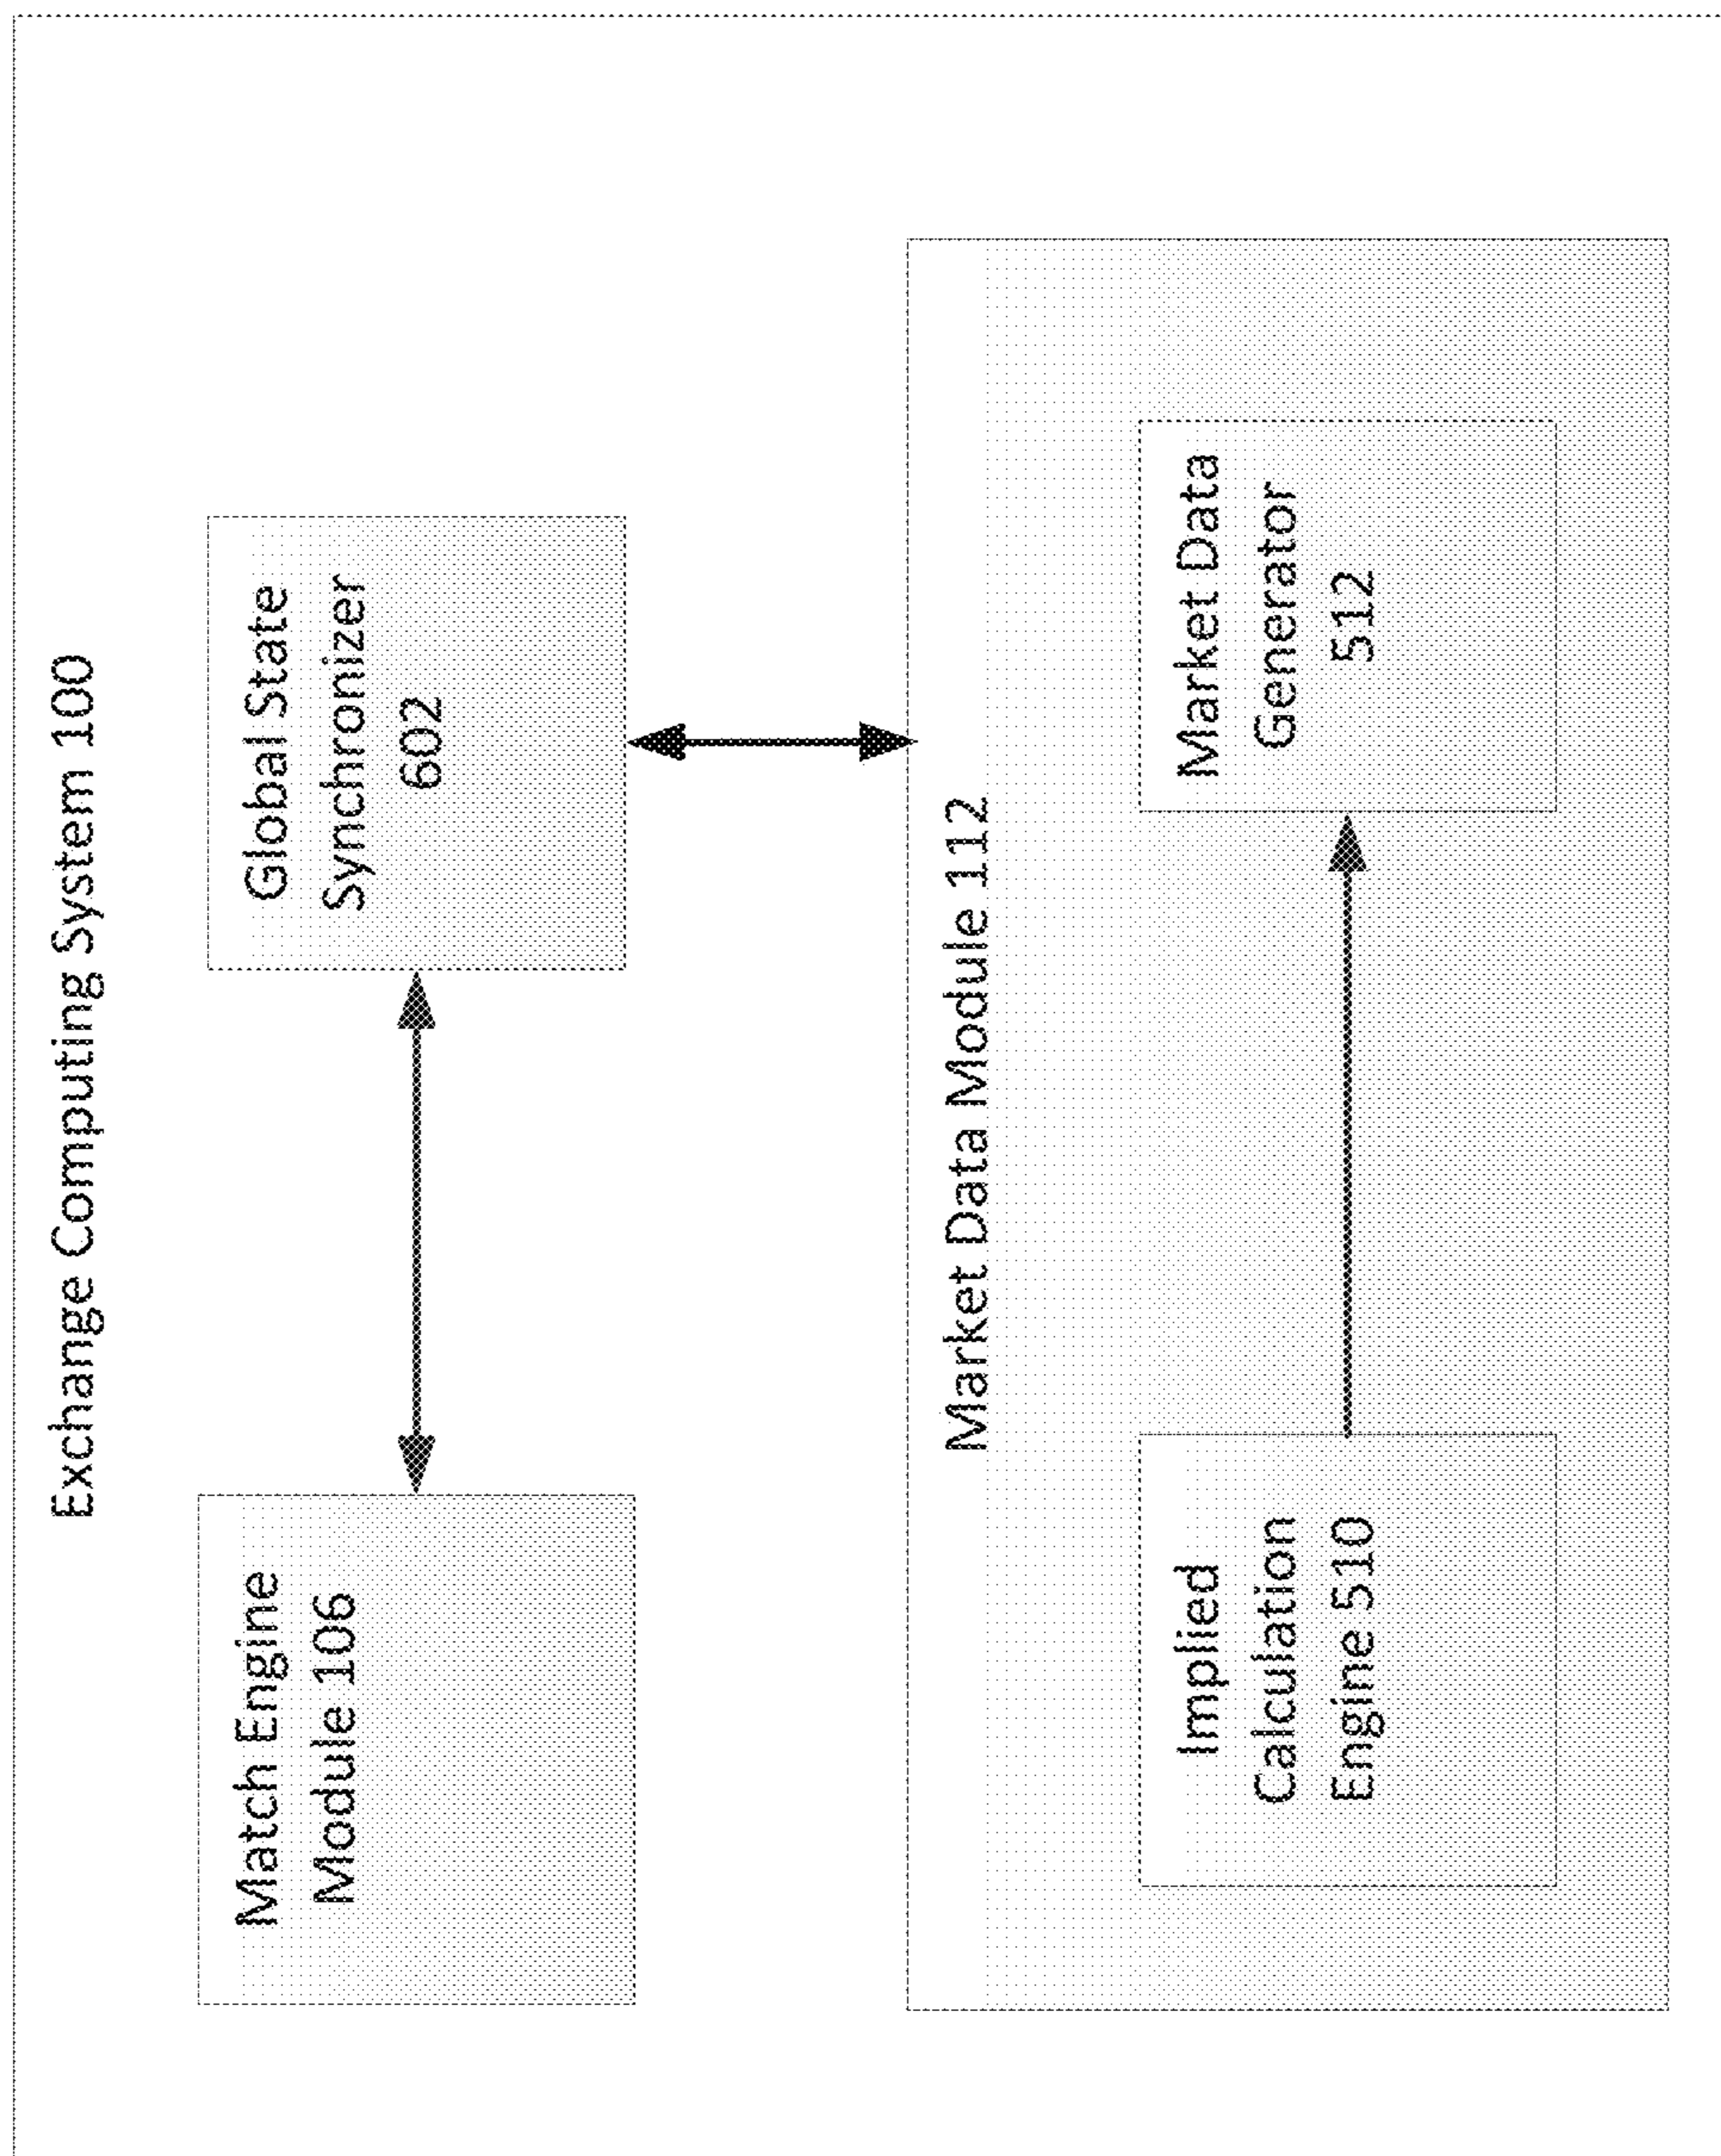 Exchange Computing System 100
Match Engine
Module 106
Global State
Synchronizer
602
Market Data Module 112
Implied
Calculation
Engine 510
Market Data
Generator
512